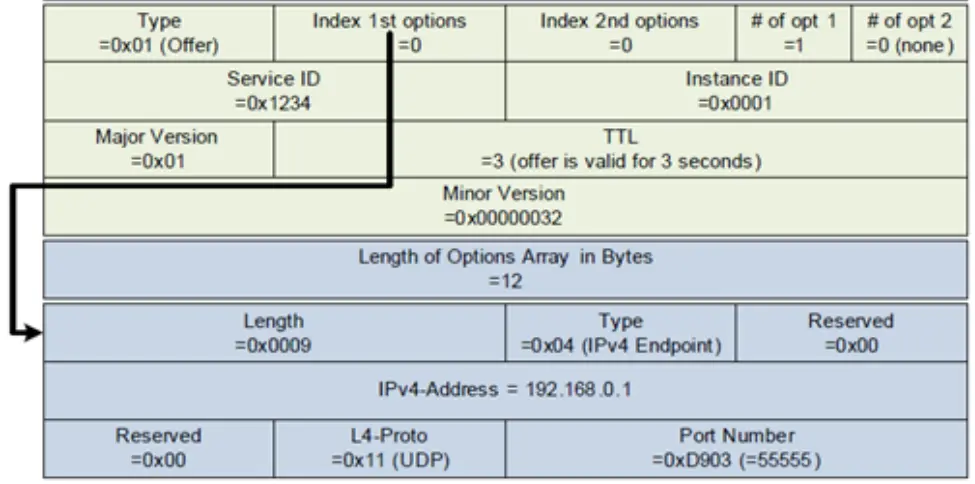 Type
=0x01 (Offer)
Index 1st options
=0
Index 2nd options
=0
# of opt 1
=1
# of opt 2
=0 (none)
Service ID
=0x1234
Instance ID
=0x0001
Major Version
=0x01
TTL
=3 (offer is valid for 3 seconds)
Minor Version
=0x00000032
Length of Options Array in Bytes
=12
Length
=0x0009
Type
=0x04 (IPv4 Endpoint)
Reserved
=0x00
IPv4-Address = 192.168.0.1
Reserved
=0x00
L4-Proto
=0x11 (UDP)
Port Number
=0xD903 (=55555)